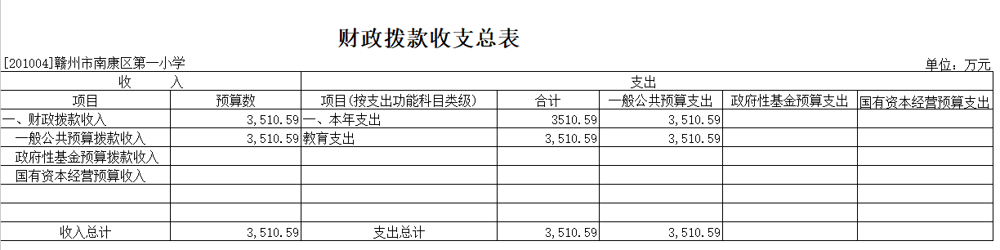 财政拨款收支总表
[201004]赣州市南康区第一小学 单位：万元
收 入 支出
项目 预算数 项目(按支出功能科目类级) 合计 一般公共预算支出 政府性基金预算支出 国有资本经营预算支出
一、财政拨款收入 3,510.59 一、本年支出 3510.59 3,510.59
一般公共预算拨款收入 3,510.59 教育支出 3,510.59 3,510.59
政府性基金预算拨款收入
国有资本经营预算收入
收入总计 3,510.59 支出总计 3,510.59 3,510.59